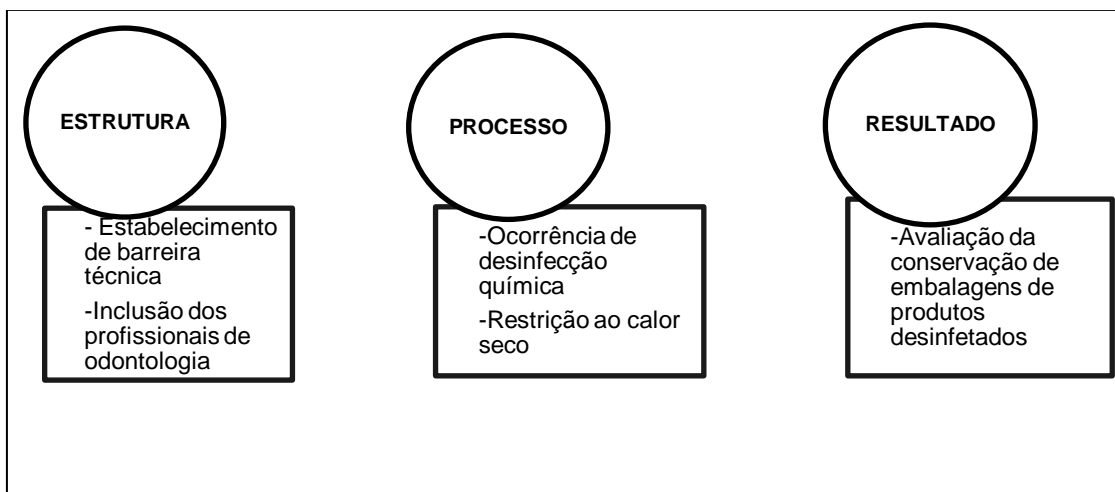 ESTRUTURA
- Estabelecimento
de barreira
técnica
-Inclusão dos
profissionais de
odontologia
PROCESSO
-Ocorrência de
desinfecção
química
-Restrição ao calor
seco
RESULTADO
-Avaliação da
conservação de
embalagens de
produtos
desinfetados